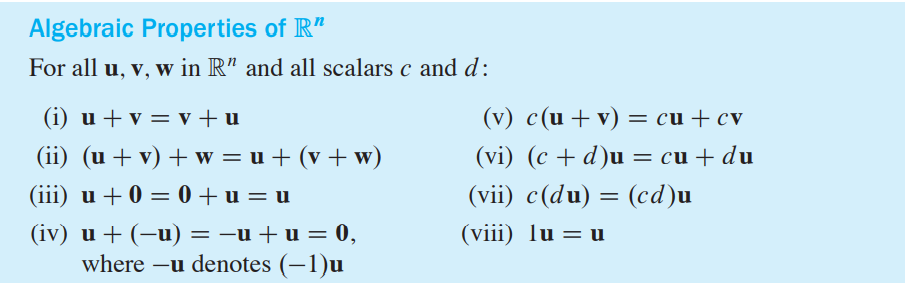 Algebraic Properties of ℝⁿ
For all u, v, w in ℝⁿ and all scalars c and d:
(i) u + v = v + u
(ii) (u + v) + w = u + (v + w)
(iii) u + 0 = 0 + u = u
(iv) u + (−u) = −u + u = 0,
where −u denotes (−1)u
(v) c(u + v) = cu + cv
(vi) (c + d)u = cu + du
(vii) c(du) = (cd)u
(viii) 1u = u